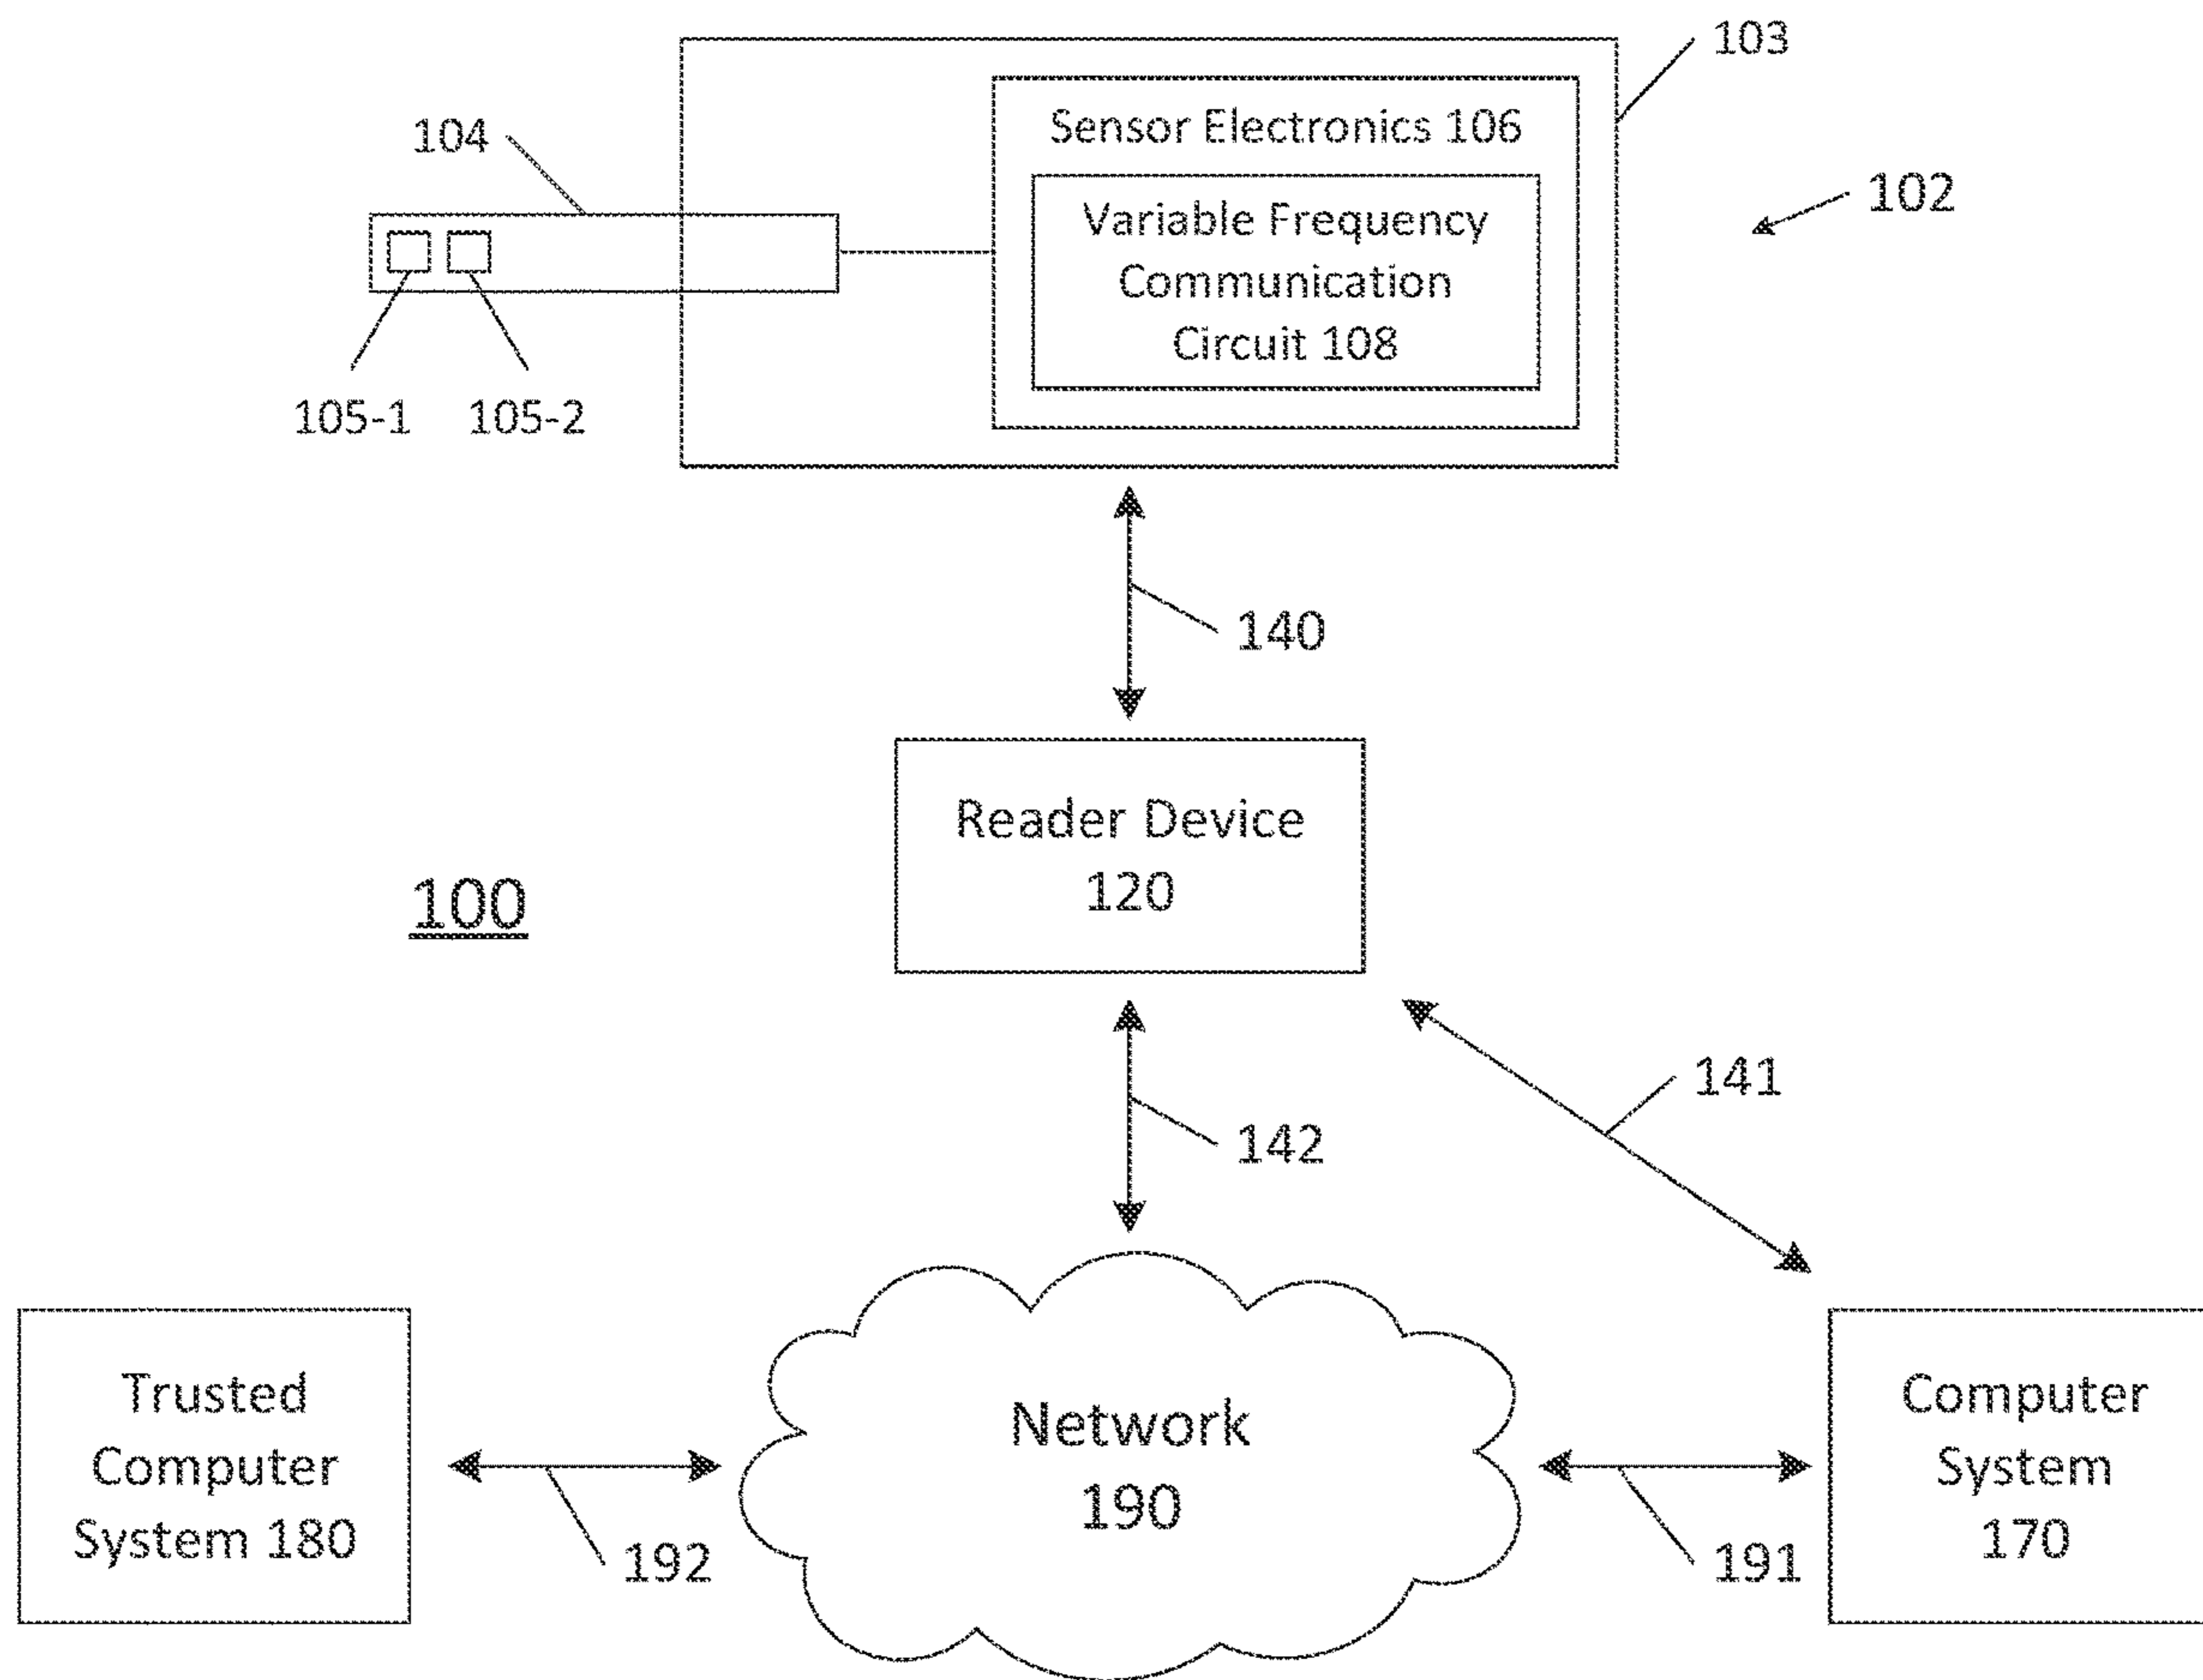 103
Sensor Electronics 106
104
Variable Frequency
Communication
Circuit 108
102
105-1
105-2
140
Reader Device
120
100
141
142
Trusted
Computer
System 180
Network
190
Computer
System
170
192
191